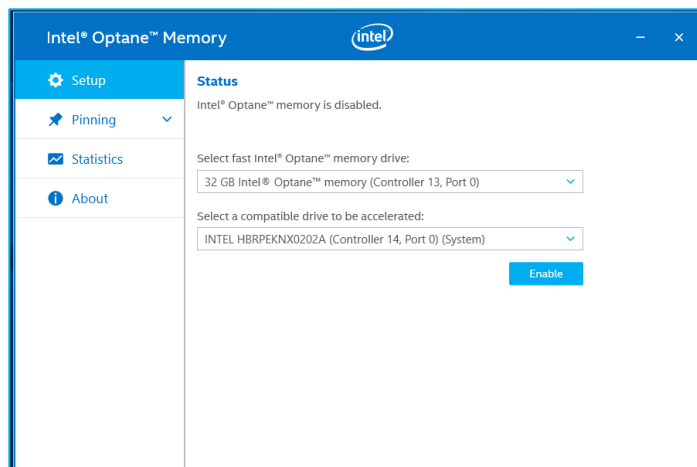 Intel® Optane™ Memory
intel
Setup
Pinning
Statistics
About
Status
Intel® Optane™ memory is disabled.
Select fast Intel® Optane™ memory drive:
32 GB Intel® Optane™ memory (Controller 13, Port 0)
Select a compatible drive to be accelerated:
INTEL HBRPEKNX0202A (Controller 14, Port 0) (System)
Enable